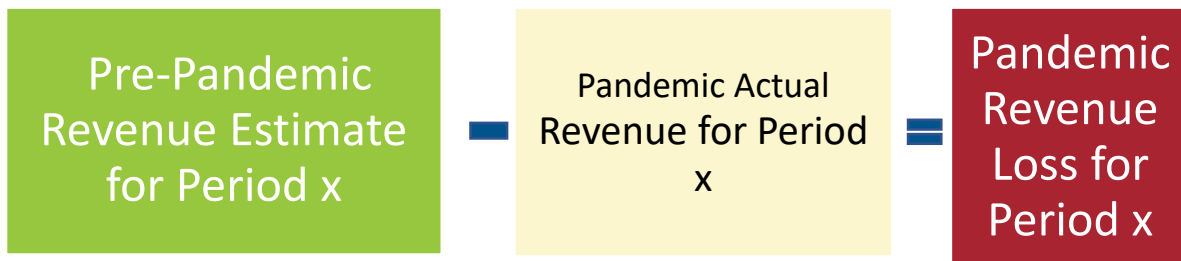 Pre-Pandemic
Revenue Estimate
for Period x
Pandemic Actual
Revenue for Period
x
Pandemic
Revenue
Loss for
Period x